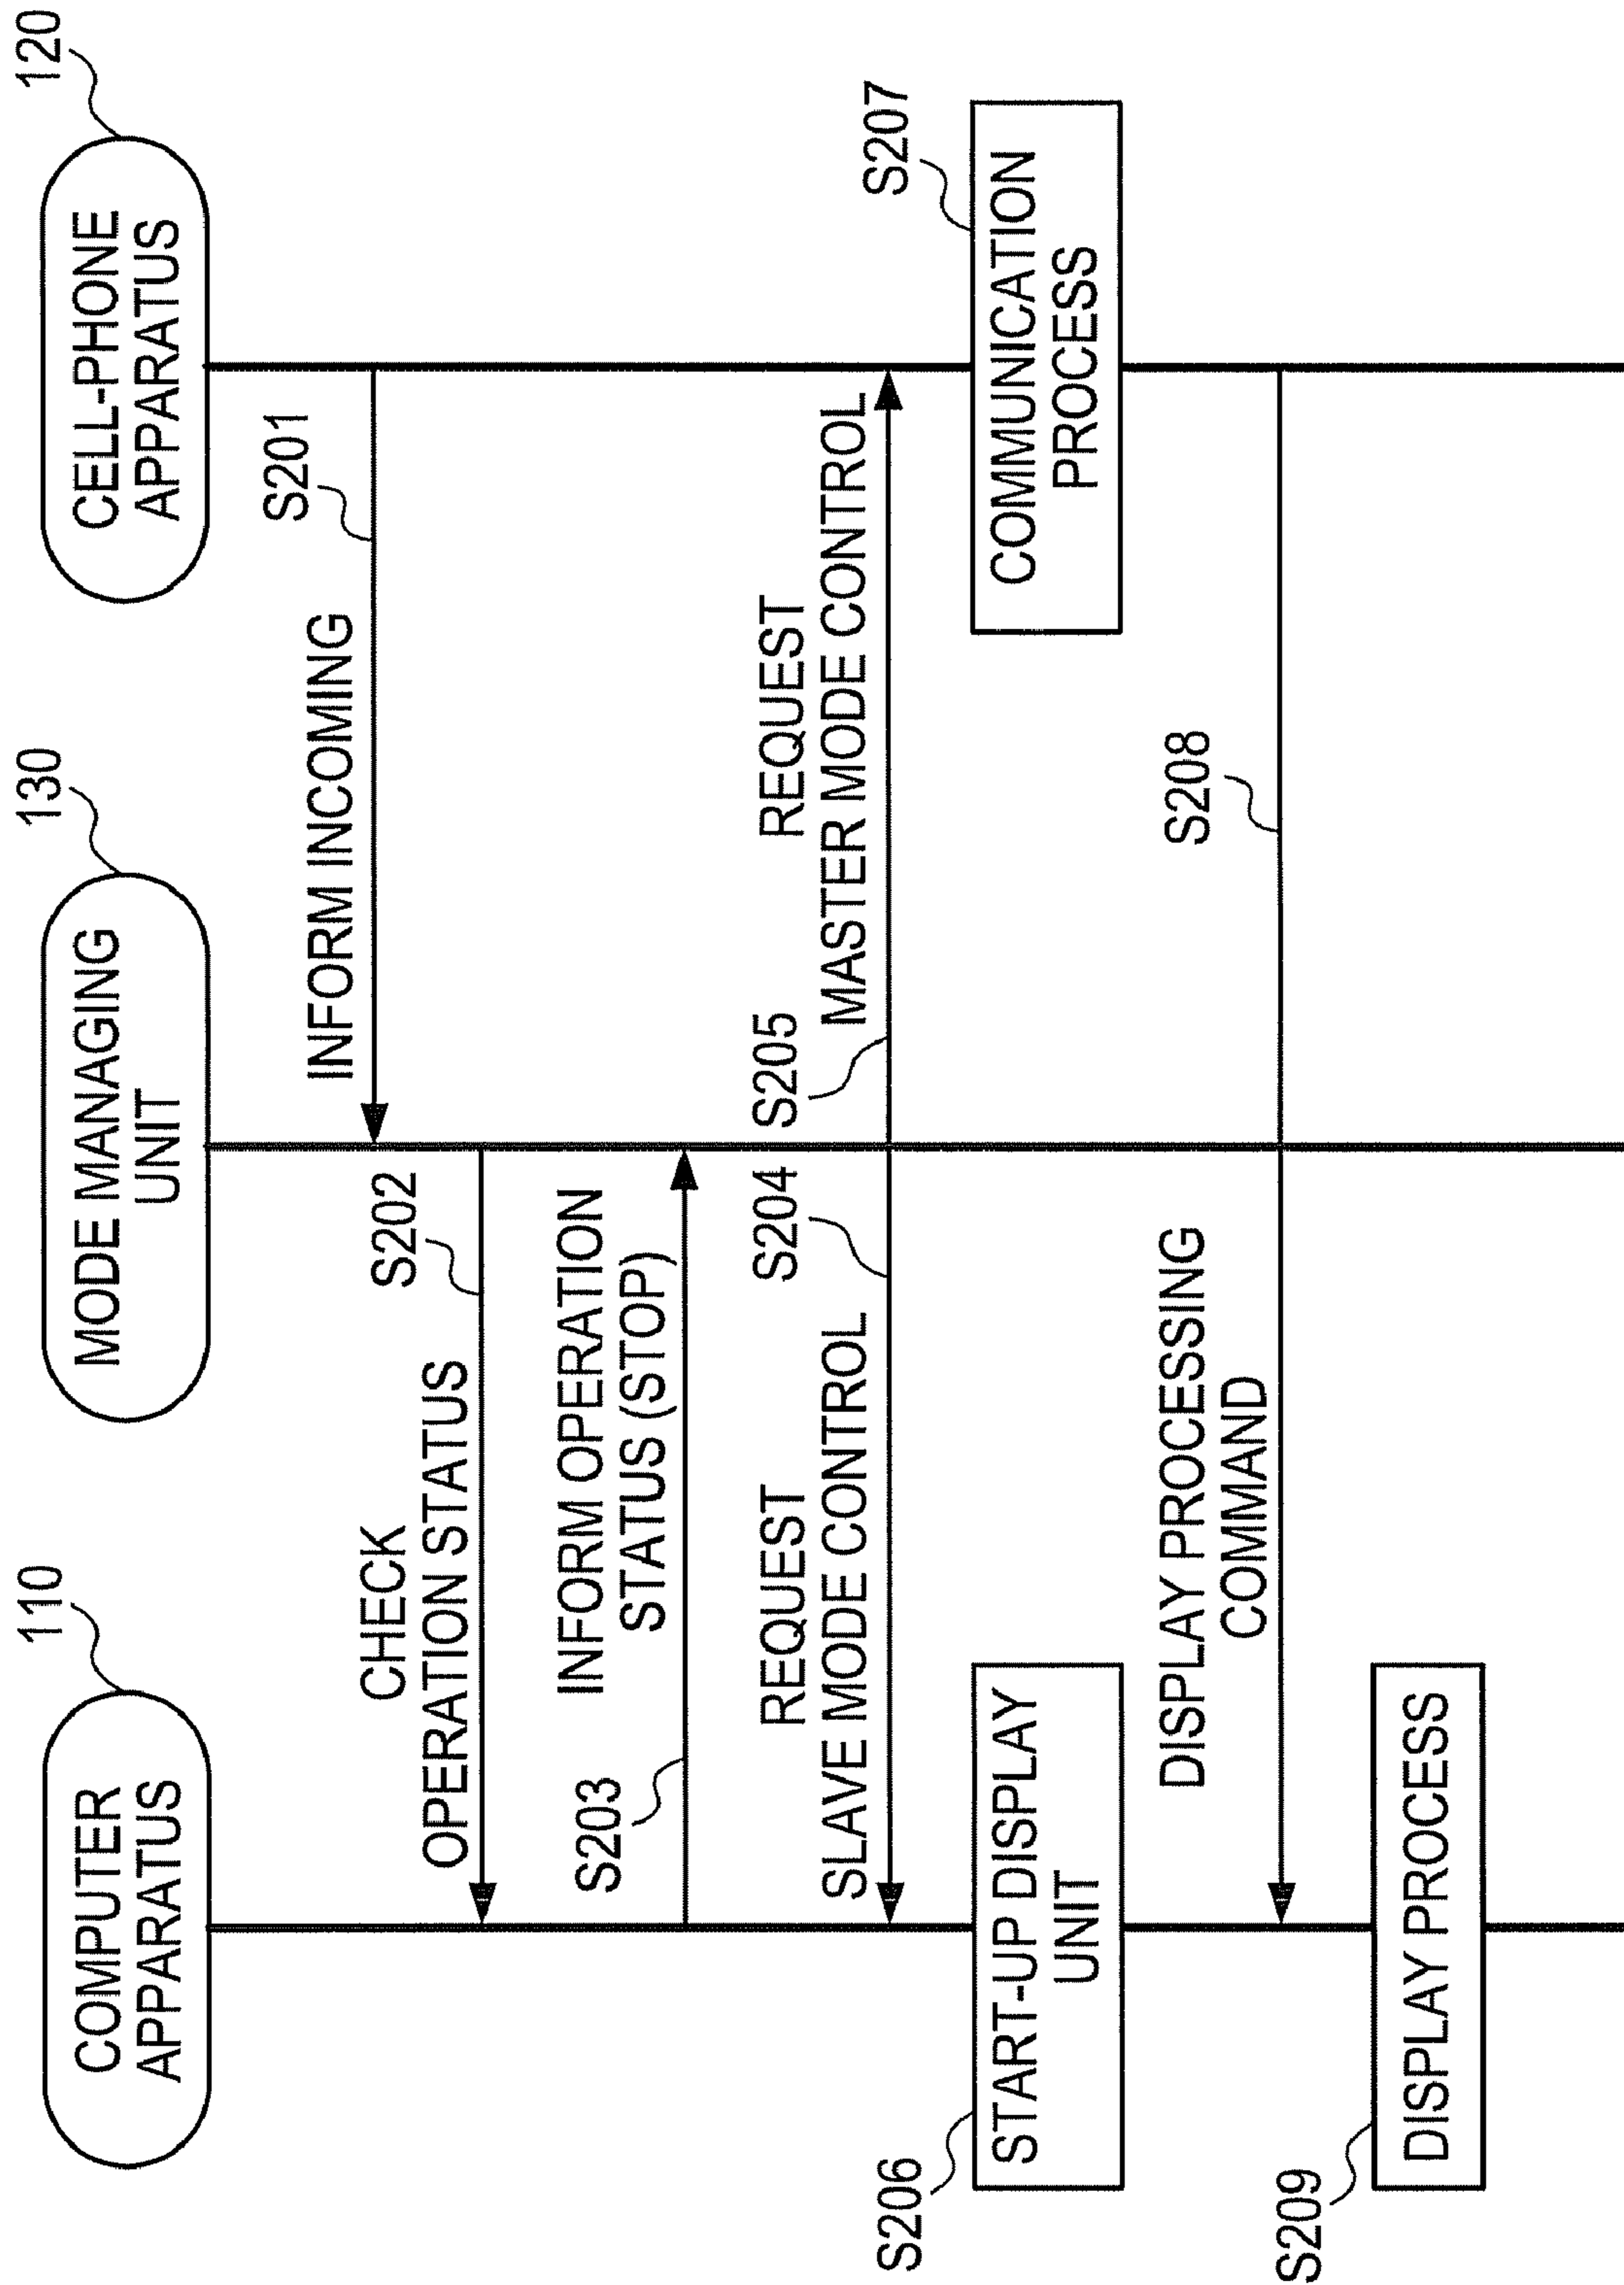 110
130
120
COMPUTER
APPARATUS
MODE MANAGING
UNIT
CELL-PHONE
APPARATUS
INFORM INCOMING
S201
CHECK
OPERATION STATUS
S202
S203
INFORM OPERATION
STATUS (STOP)
REQUEST
SLAVE MODE CONTROL
S204
S205
REQUEST
MASTER MODE CONTROL
S206
START-UP DISPLAY
UNIT
S207
COMMUNICATION
PROCESS
DISPLAY PROCESSING
COMMAND
S208
S209
DISPLAY PROCESS